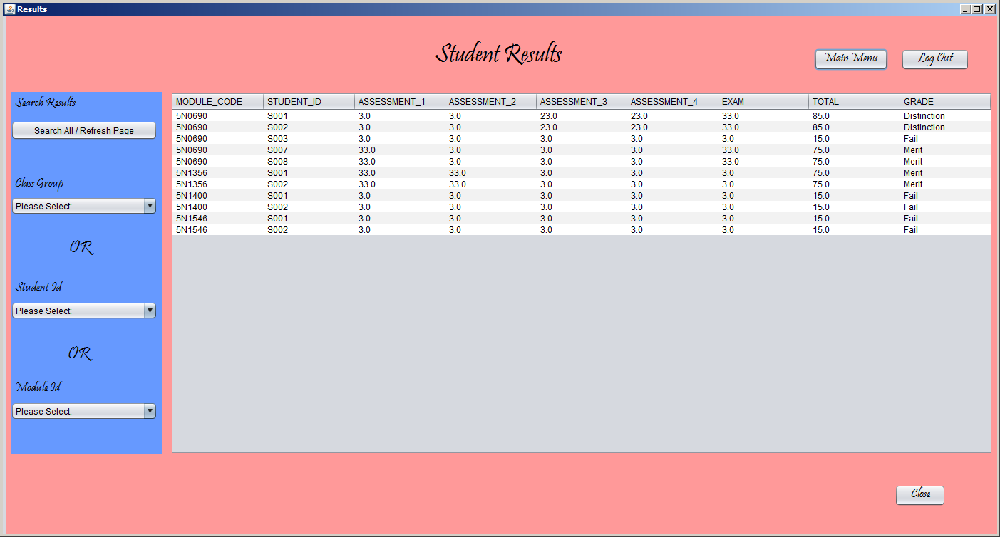 Results
Student Results
Main Menu
Log Out
Search Results
Search All / Refresh Page
Class Group
Please Select:
OR
Student Id
Please Select:
OR
Module Id
Please Select:
MODULE_CODE STUDENT_ID ASSESSMENT_1 ASSESSMENT_2 ASSESSMENT_3 ASSESSMENT_4 EXAM TOTAL GRADE
5N0690 S001 3.0 3.0 23.0 23.0 33.0 85.0 Distinction
5N0690 S002 3.0 3.0 23.0 23.0 33.0 85.0 Distinction
5N0690 S003 3.0 3.0 3.0 3.0 3.0 15.0 Fail
5N0690 S007 33.0 3.0 3.0 3.0 33.0 75.0 Merit
5N0690 S008 33.0 3.0 3.0 3.0 33.0 75.0 Merit
5N1356 S001 33.0 33.0 3.0 3.0 3.0 75.0 Merit
5N1356 S002 33.0 33.0 3.0 3.0 3.0 75.0 Merit
5N1400 S001 3.0 3.0 3.0 3.0 3.0 15.0 Fail
5N1400 S002 3.0 3.0 3.0 3.0 3.0 15.0 Fail
5N1546 S001 3.0 3.0 3.0 3.0 3.0 15.0 Fail
5N1546 S002 3.0 3.0 3.0 3.0 3.0 15.0 Fail
Close